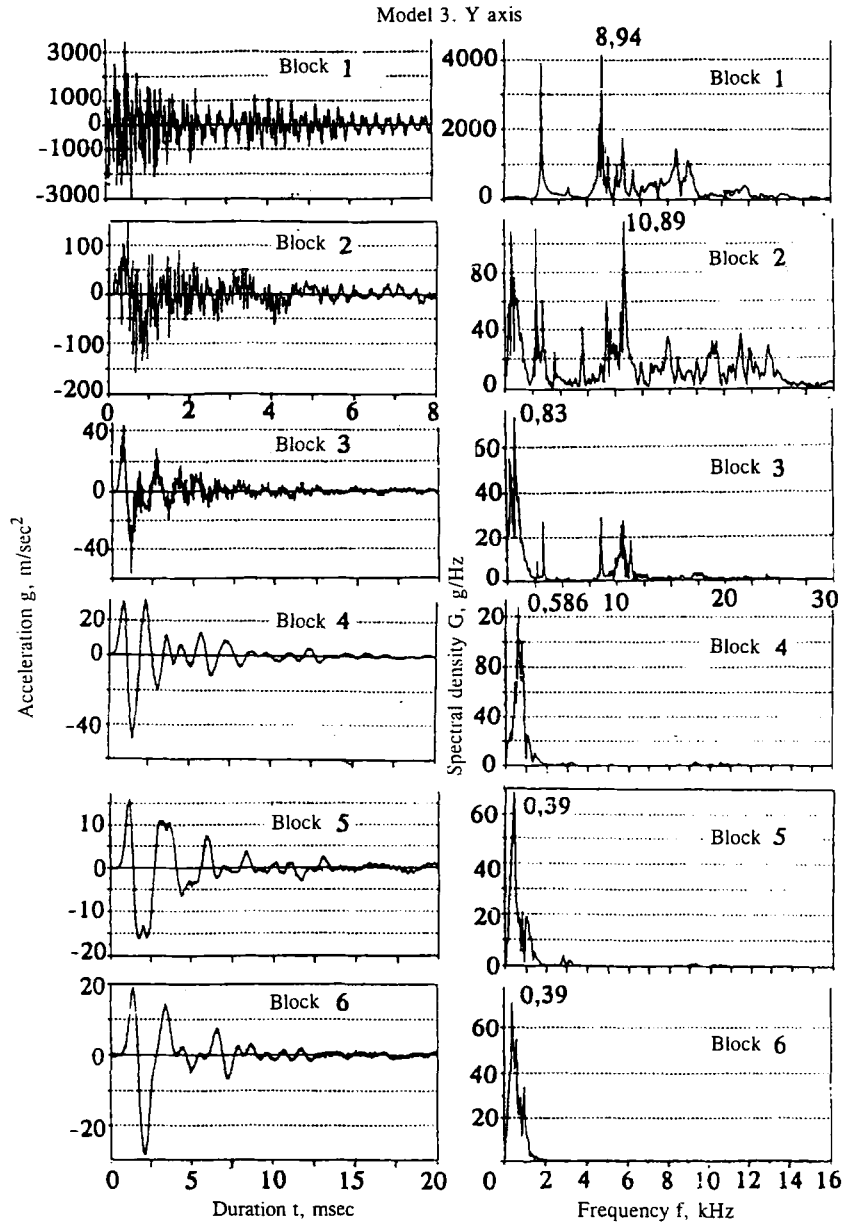 Model 3. Y axis
3000
1000
0
-1000
-3000
Block 1
8,94
4000
2000
0
Block 1
100
0
-100
-200
Block 2
0 2 4 6 8
10,89
80
40
0
Block 2
40
0
-40
Block 3
0,83
60
40
20
0
Block 3
0,586 10 20 30
20
0
-40
Block 4
80
40
0
Block 4
10
0
-10
-20
Block 5
0,39
60
40
20
0
Block 5
20
0
-20
Block 6
0,39
60
40
20
Block 6
0 5 10 15 20
Duration t, msec
0 2 4 6 8 10 12 14 16
Frequency f, kHz
Acceleration g, m/sec²
Spectral density G, g/Hz